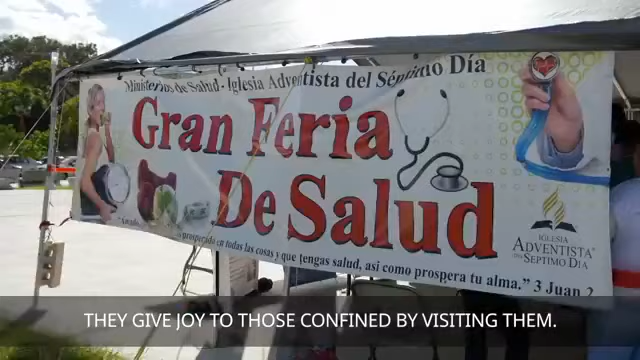 Ministerios de Salud - Iglesia Adventista del Séptimo Día
Gran Feria
De Salud
IGLESIA
ADVENTISTA
DEL SÉPTIMO DÍA
prosperado en todas las cosas y que tengas salud, así como prospera tu alma." 3 Juan 2
THEY GIVE JOY TO THOSE CONFINED BY VISITING THEM.